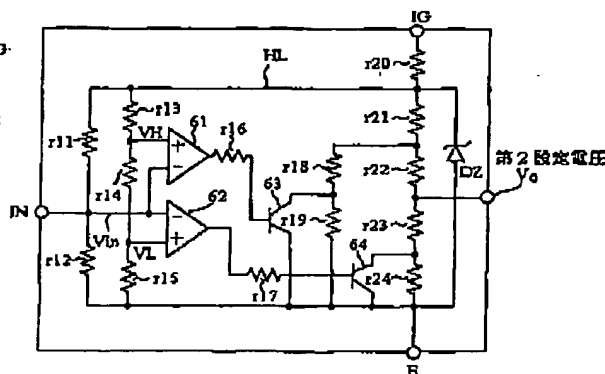 G.
IG
r20
HL
r13
r21
r11
VH
61
r16
第2設定電圧
r18
r22
DZ
V0
r14
62
63
IN
r19
r23
Vin
VL
64
r12
r15
r24
r17
E